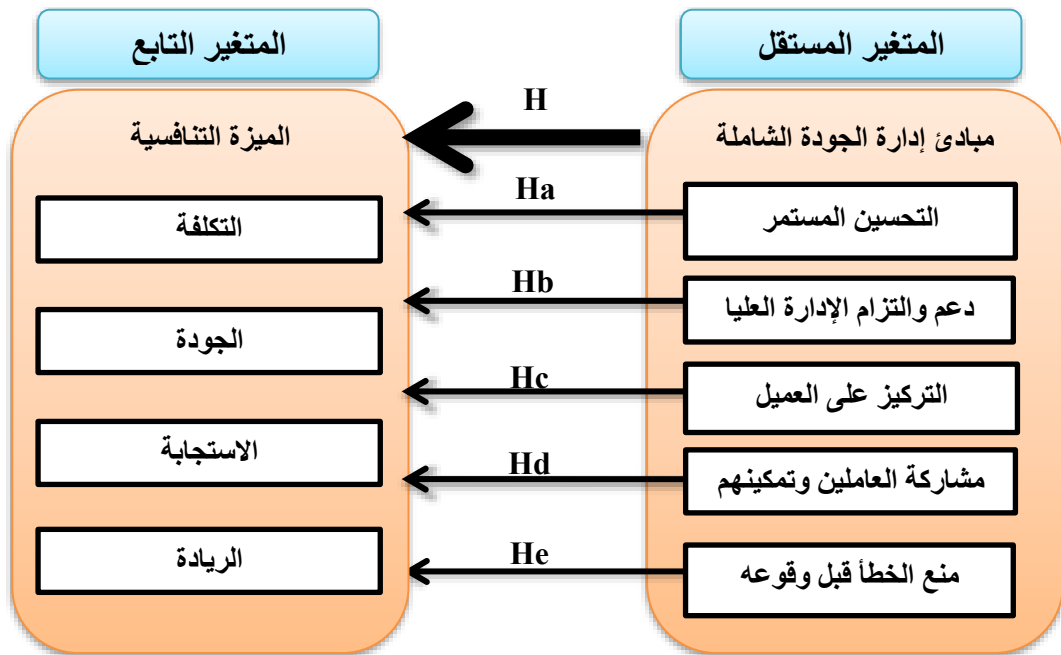 المتغير المستقل
المتغير التابع
H
مبادئ إدارة الجودة الشاملة
الميزة التنافسية
Ha
التحسين المستمر
التكلفة
Hb
دعم والتزام الإدارة العليا
الجودة
Hc
التركيز على العميل
الاستجابة
Hd
مشاركة العاملين وتمكينهم
الريادة
He
منع الخطأ قبل وقوعه